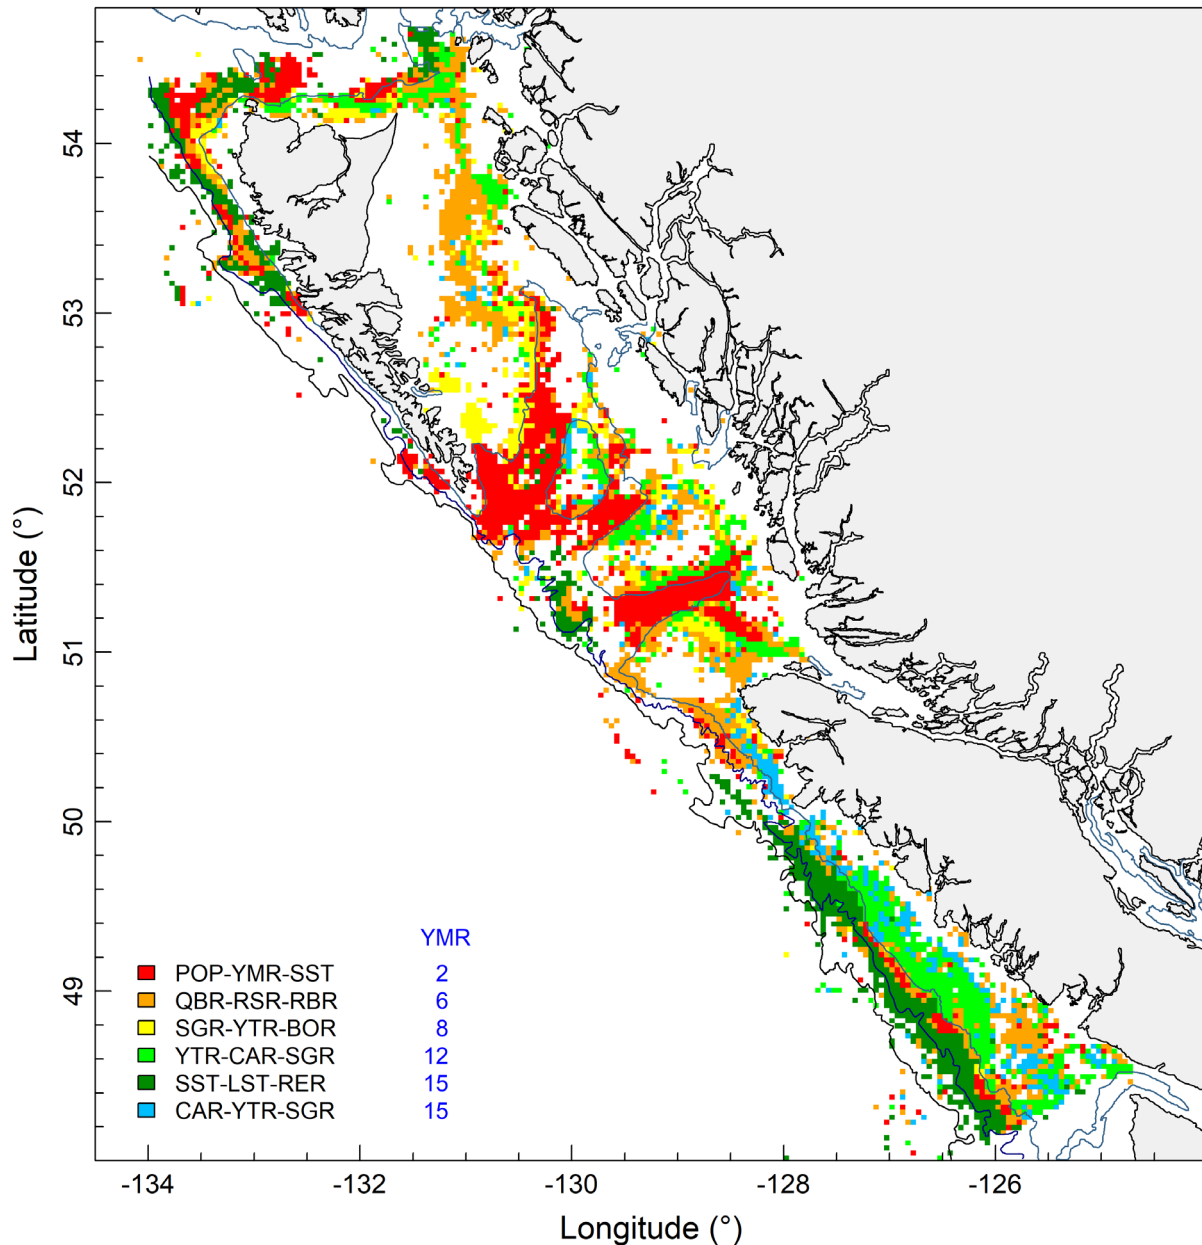 54
53
52
51
50
49
Latitude (°)
YMR
POP-YMR-SST 2
QBR-RSR-RBR 6
SGR-YTR-BOR 8
YTR-CAR-SGR 12
SST-LST-RER 15
CAR-YTR-SGR 15
-134 -132 -130 -128 -126
Longitude (°)